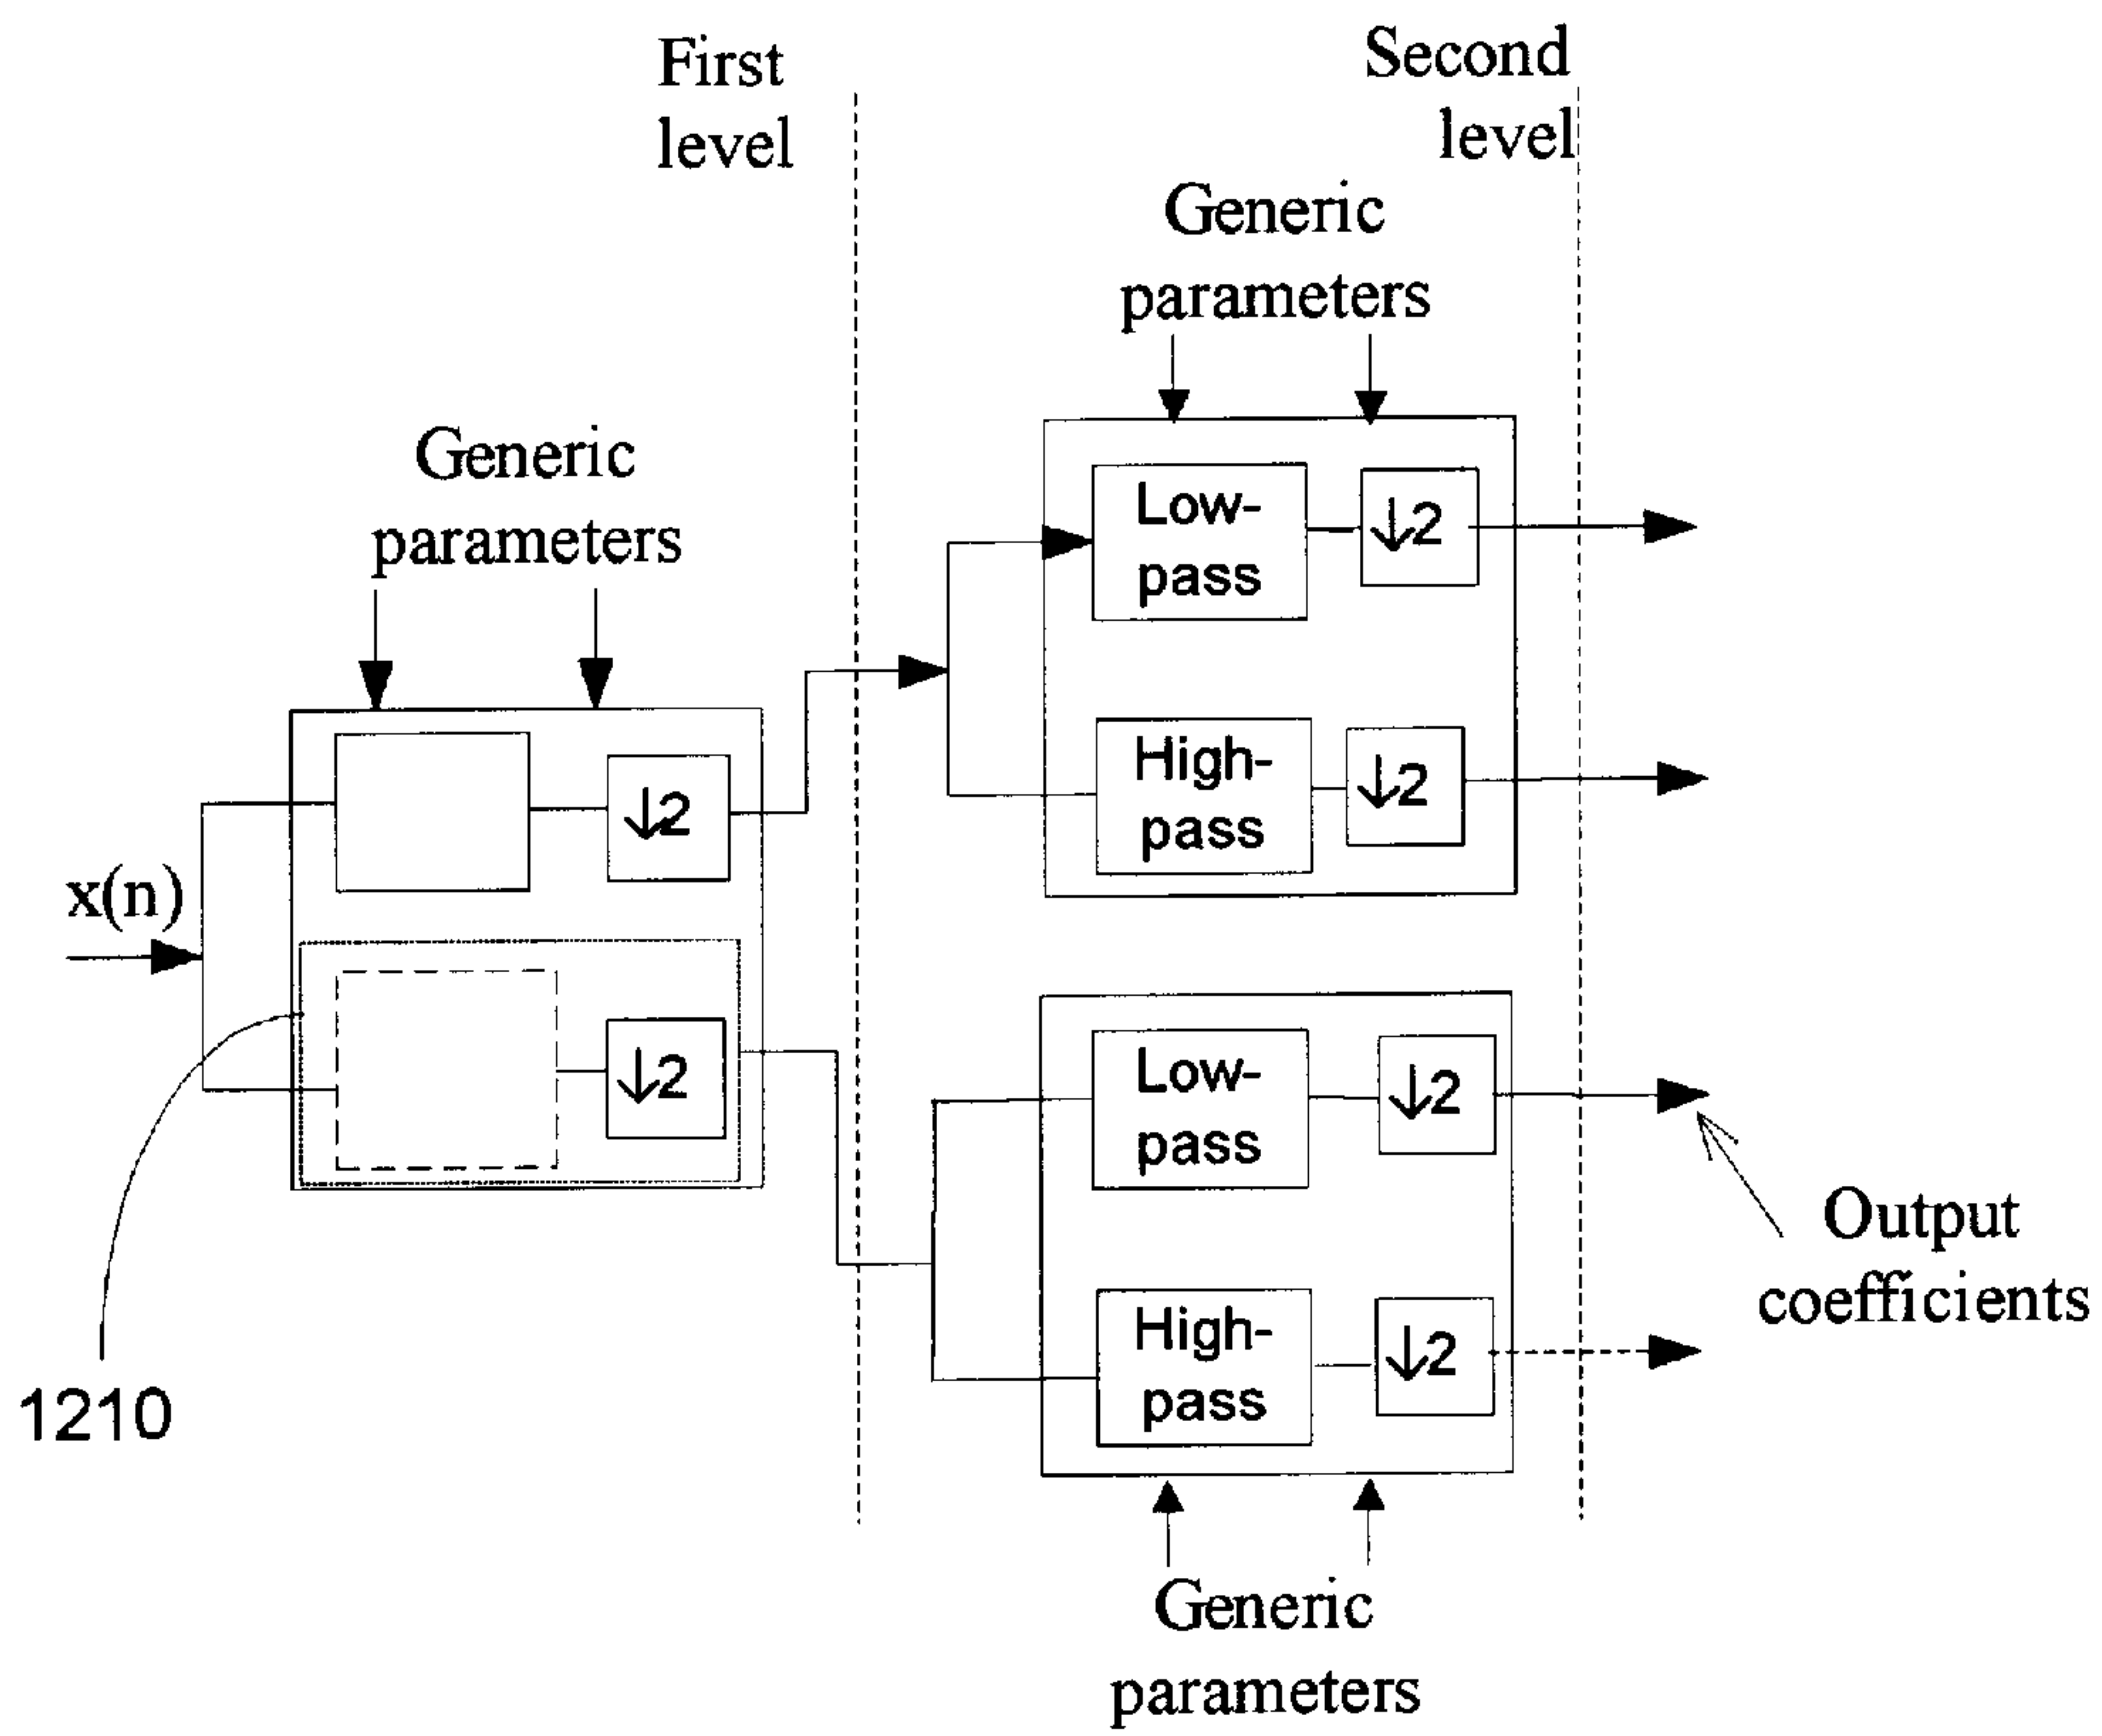 First
level
Second
level
Generic
parameters
Generic
parameters
Low-
pass
↓2
High-
pass
↓2
↓2
x(n)
↓2
Low-
pass
↓2
High-
pass
↓2
Output
coefficients
1210
Generic
parameters